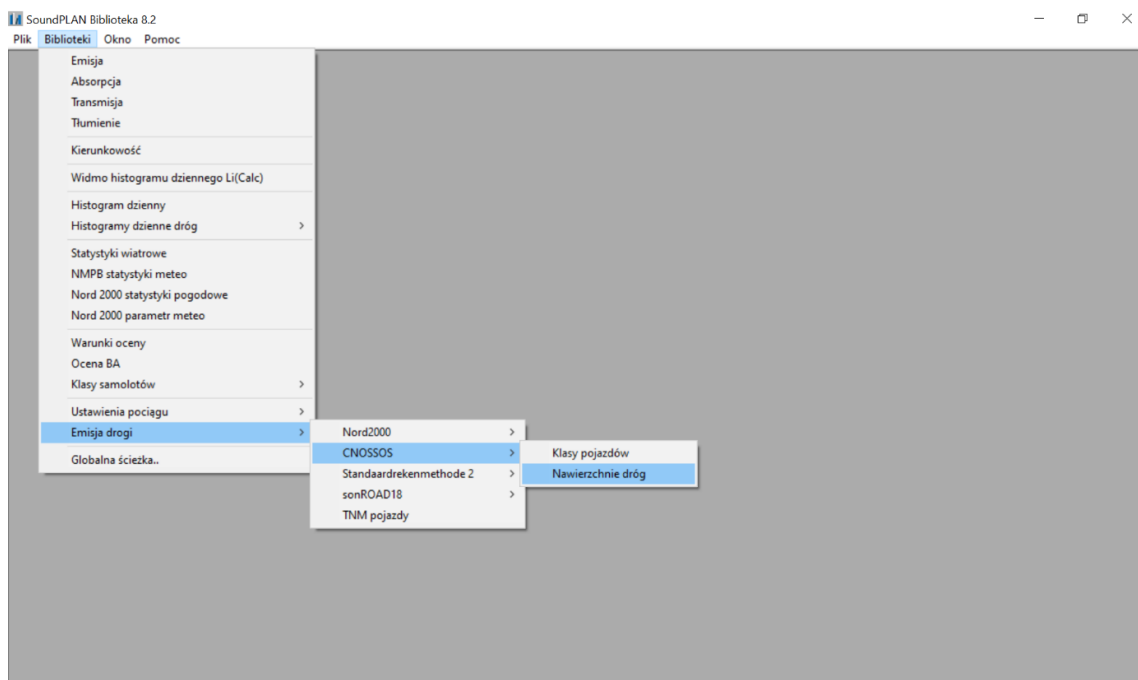 SoundPLAN Biblioteka 8.2
Plik Biblioteki Okno Pomoc
Emisja
Absorpcja
Transmisja
Tłumienie
Kierunkowość
Widmo histogramu dziennego Li(Calc)
Histogram dzienny
Histogramy dzienne dróg
Statystyki wiatrowe
NMPB statystyki meteo
Nord 2000 statystyki pogodowe
Nord 2000 parametr meteo
Warunki oceny
Ocena BA
Klasy samolotów
Ustawienia pociągu
Emisja drogi
Globalna ścieżka..
Nord2000
CNOSSOS
Standaardrekenmethode 2
sonROAD18
TNM pojazdy
Klasy pojazdów
Nawierzchnie dróg